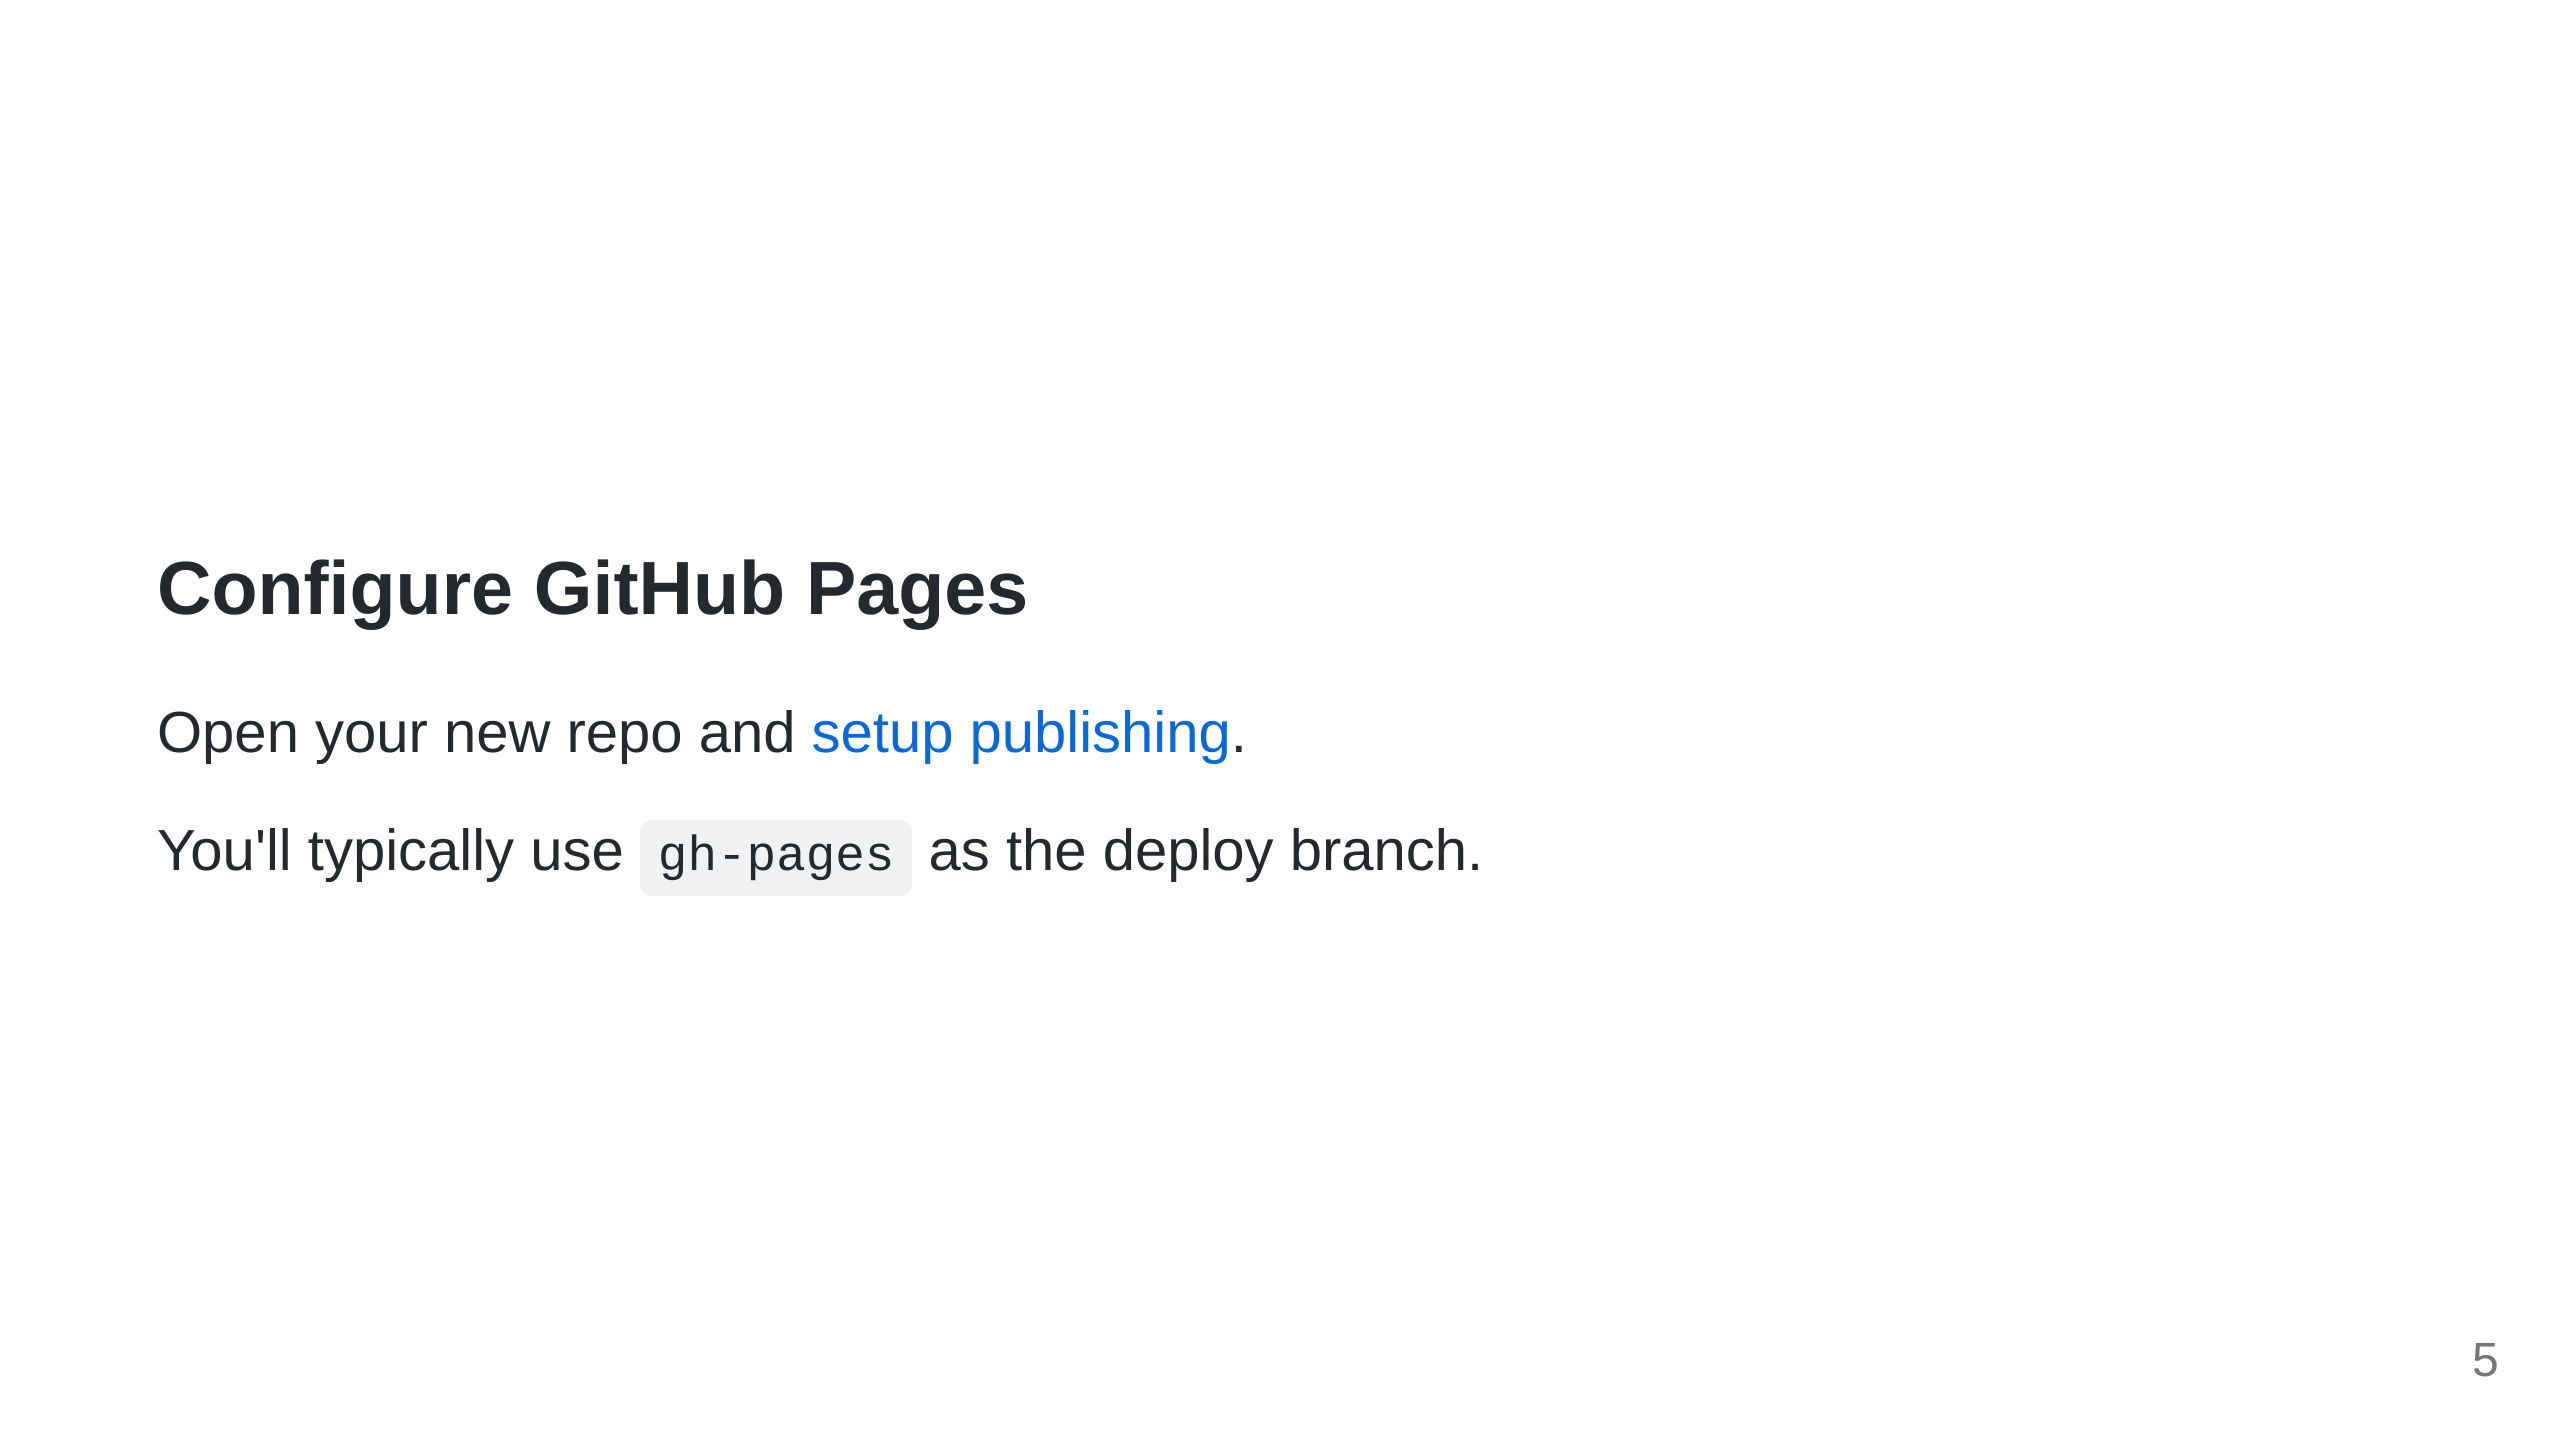 Configure GitHub Pages
Open your new repo and setup publishing.
You'll typically use gh-pages as the deploy branch.
5